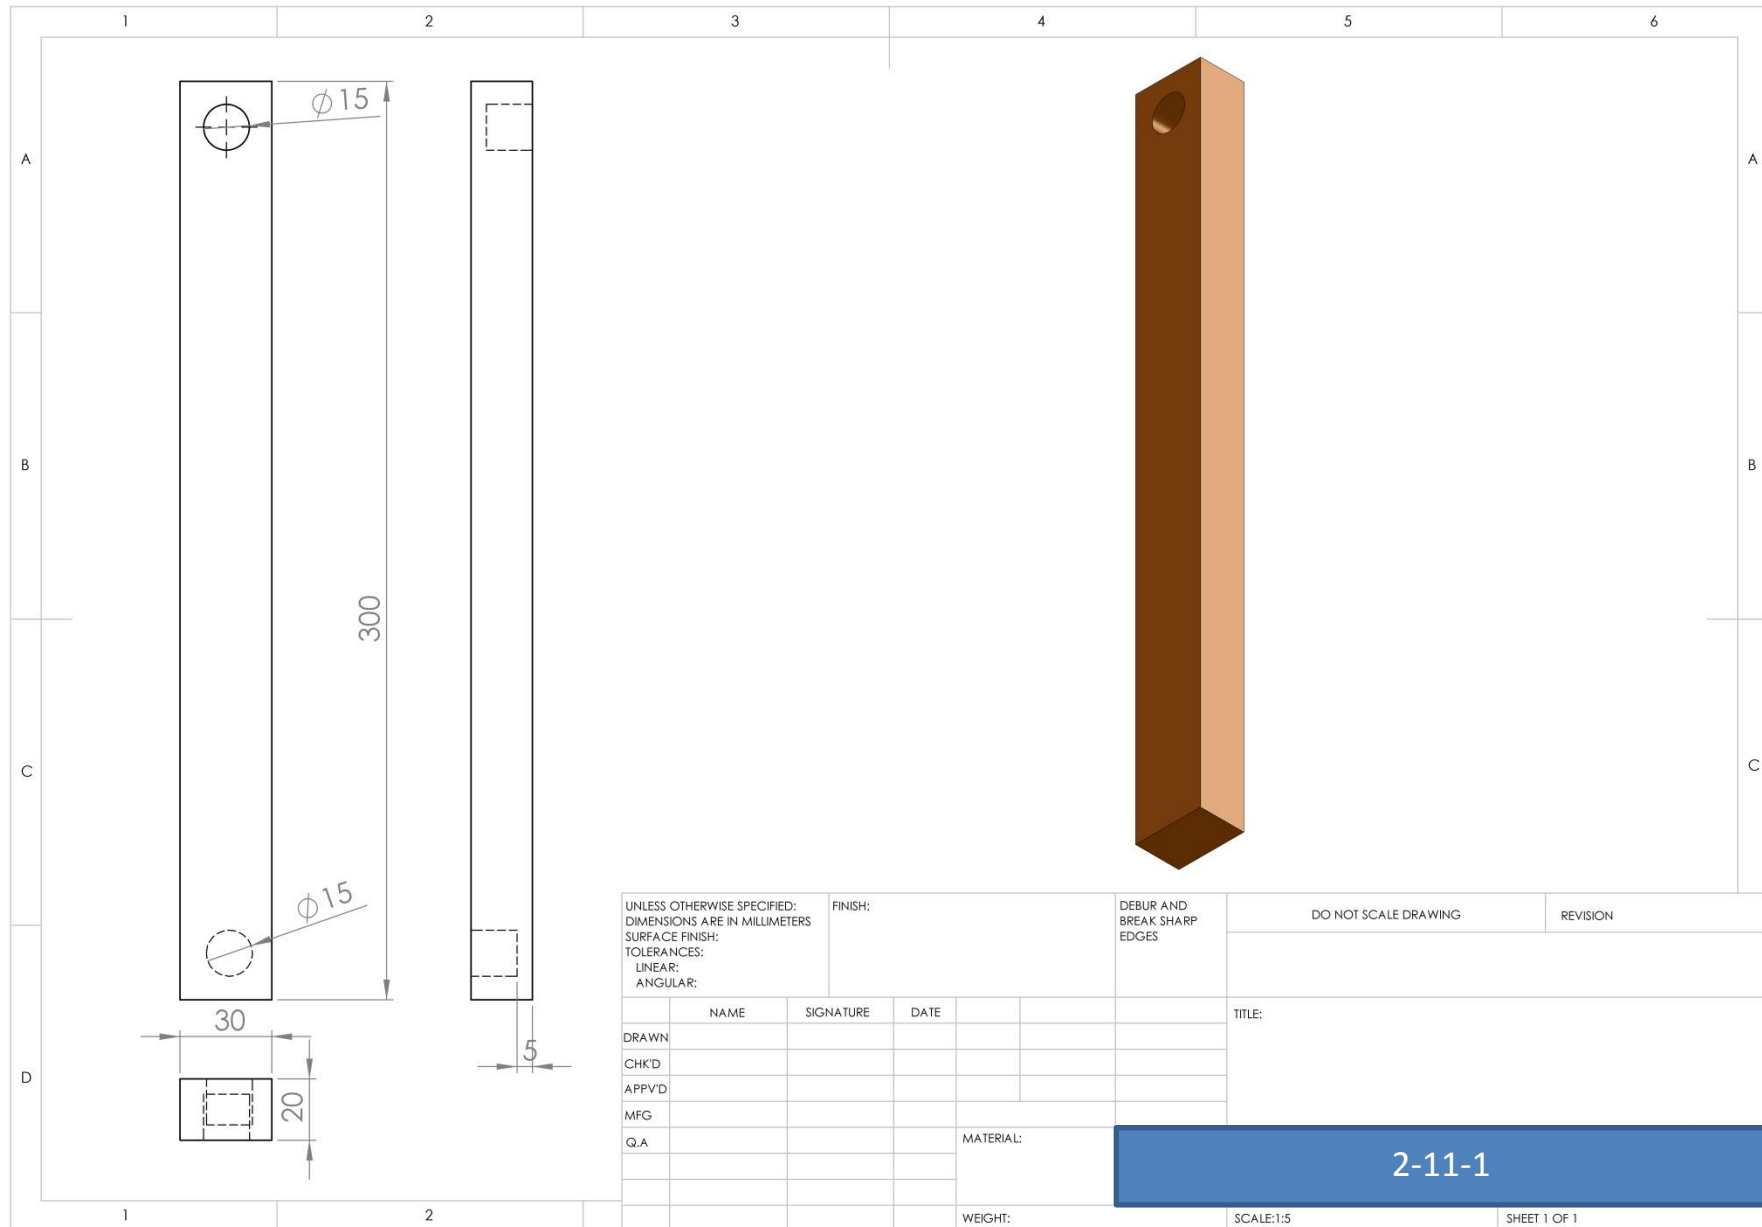 1 2 3 4 5 6
A A
B B
C C
D
1 2
⌀15
300
⌀15
30
5
20
UNLESS OTHERWISE SPECIFIED:
DIMENSIONS ARE IN MILLIMETERS
SURFACE FINISH:
TOLERANCES:
LINEAR:
ANGULAR:
FINISH:
DEBUR AND
BREAK SHARP
EDGES
DO NOT SCALE DRAWING
REVISION
NAME SIGNATURE DATE
TITLE:
DRAWN
CHK'D
APPV'D
MFG
Q.A
MATERIAL:
2-11-1
WEIGHT:
SCALE:1:5
SHEET 1 OF 1